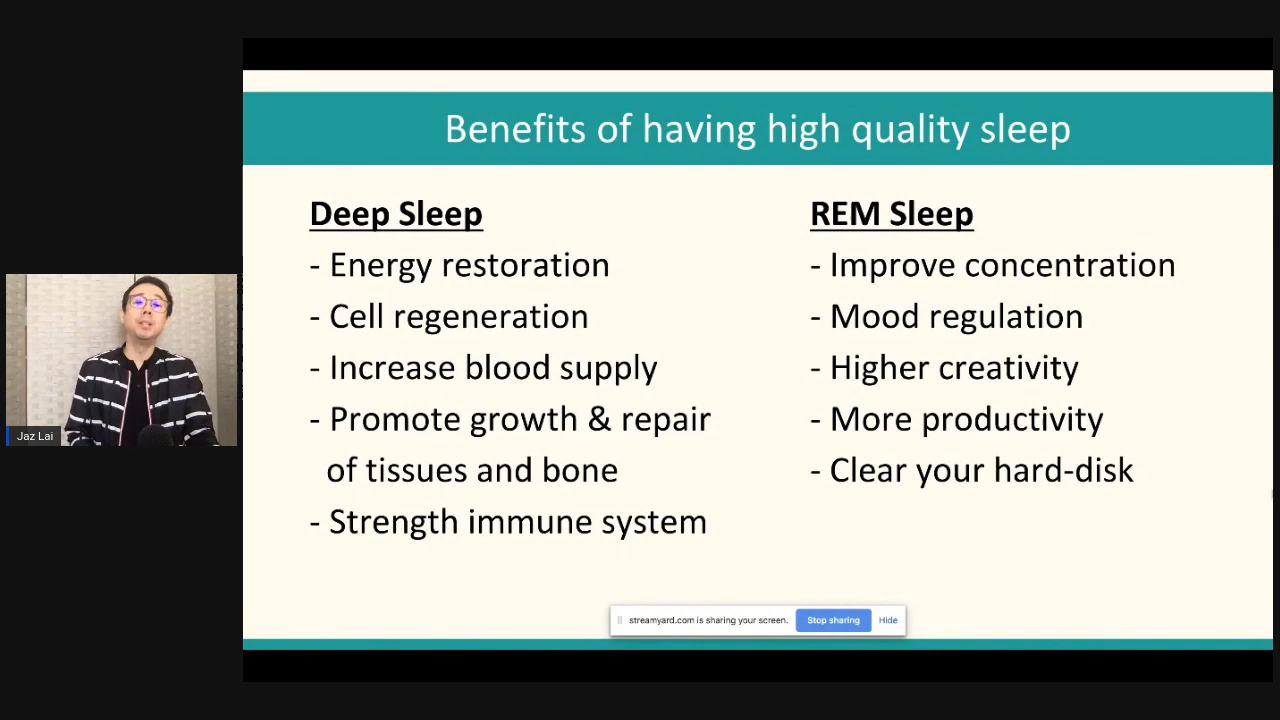 Benefits of having high quality sleep
Deep Sleep
- Energy restoration
- Cell regeneration
- Increase blood supply
- Promote growth & repair
of tissues and bone
- Strength immune system
REM Sleep
- Improve concentration
- Mood regulation
- Higher creativity
- More productivity
- Clear your hard-disk
Jaz Lai
streamyard.com is sharing your screen. Stop sharing Hide